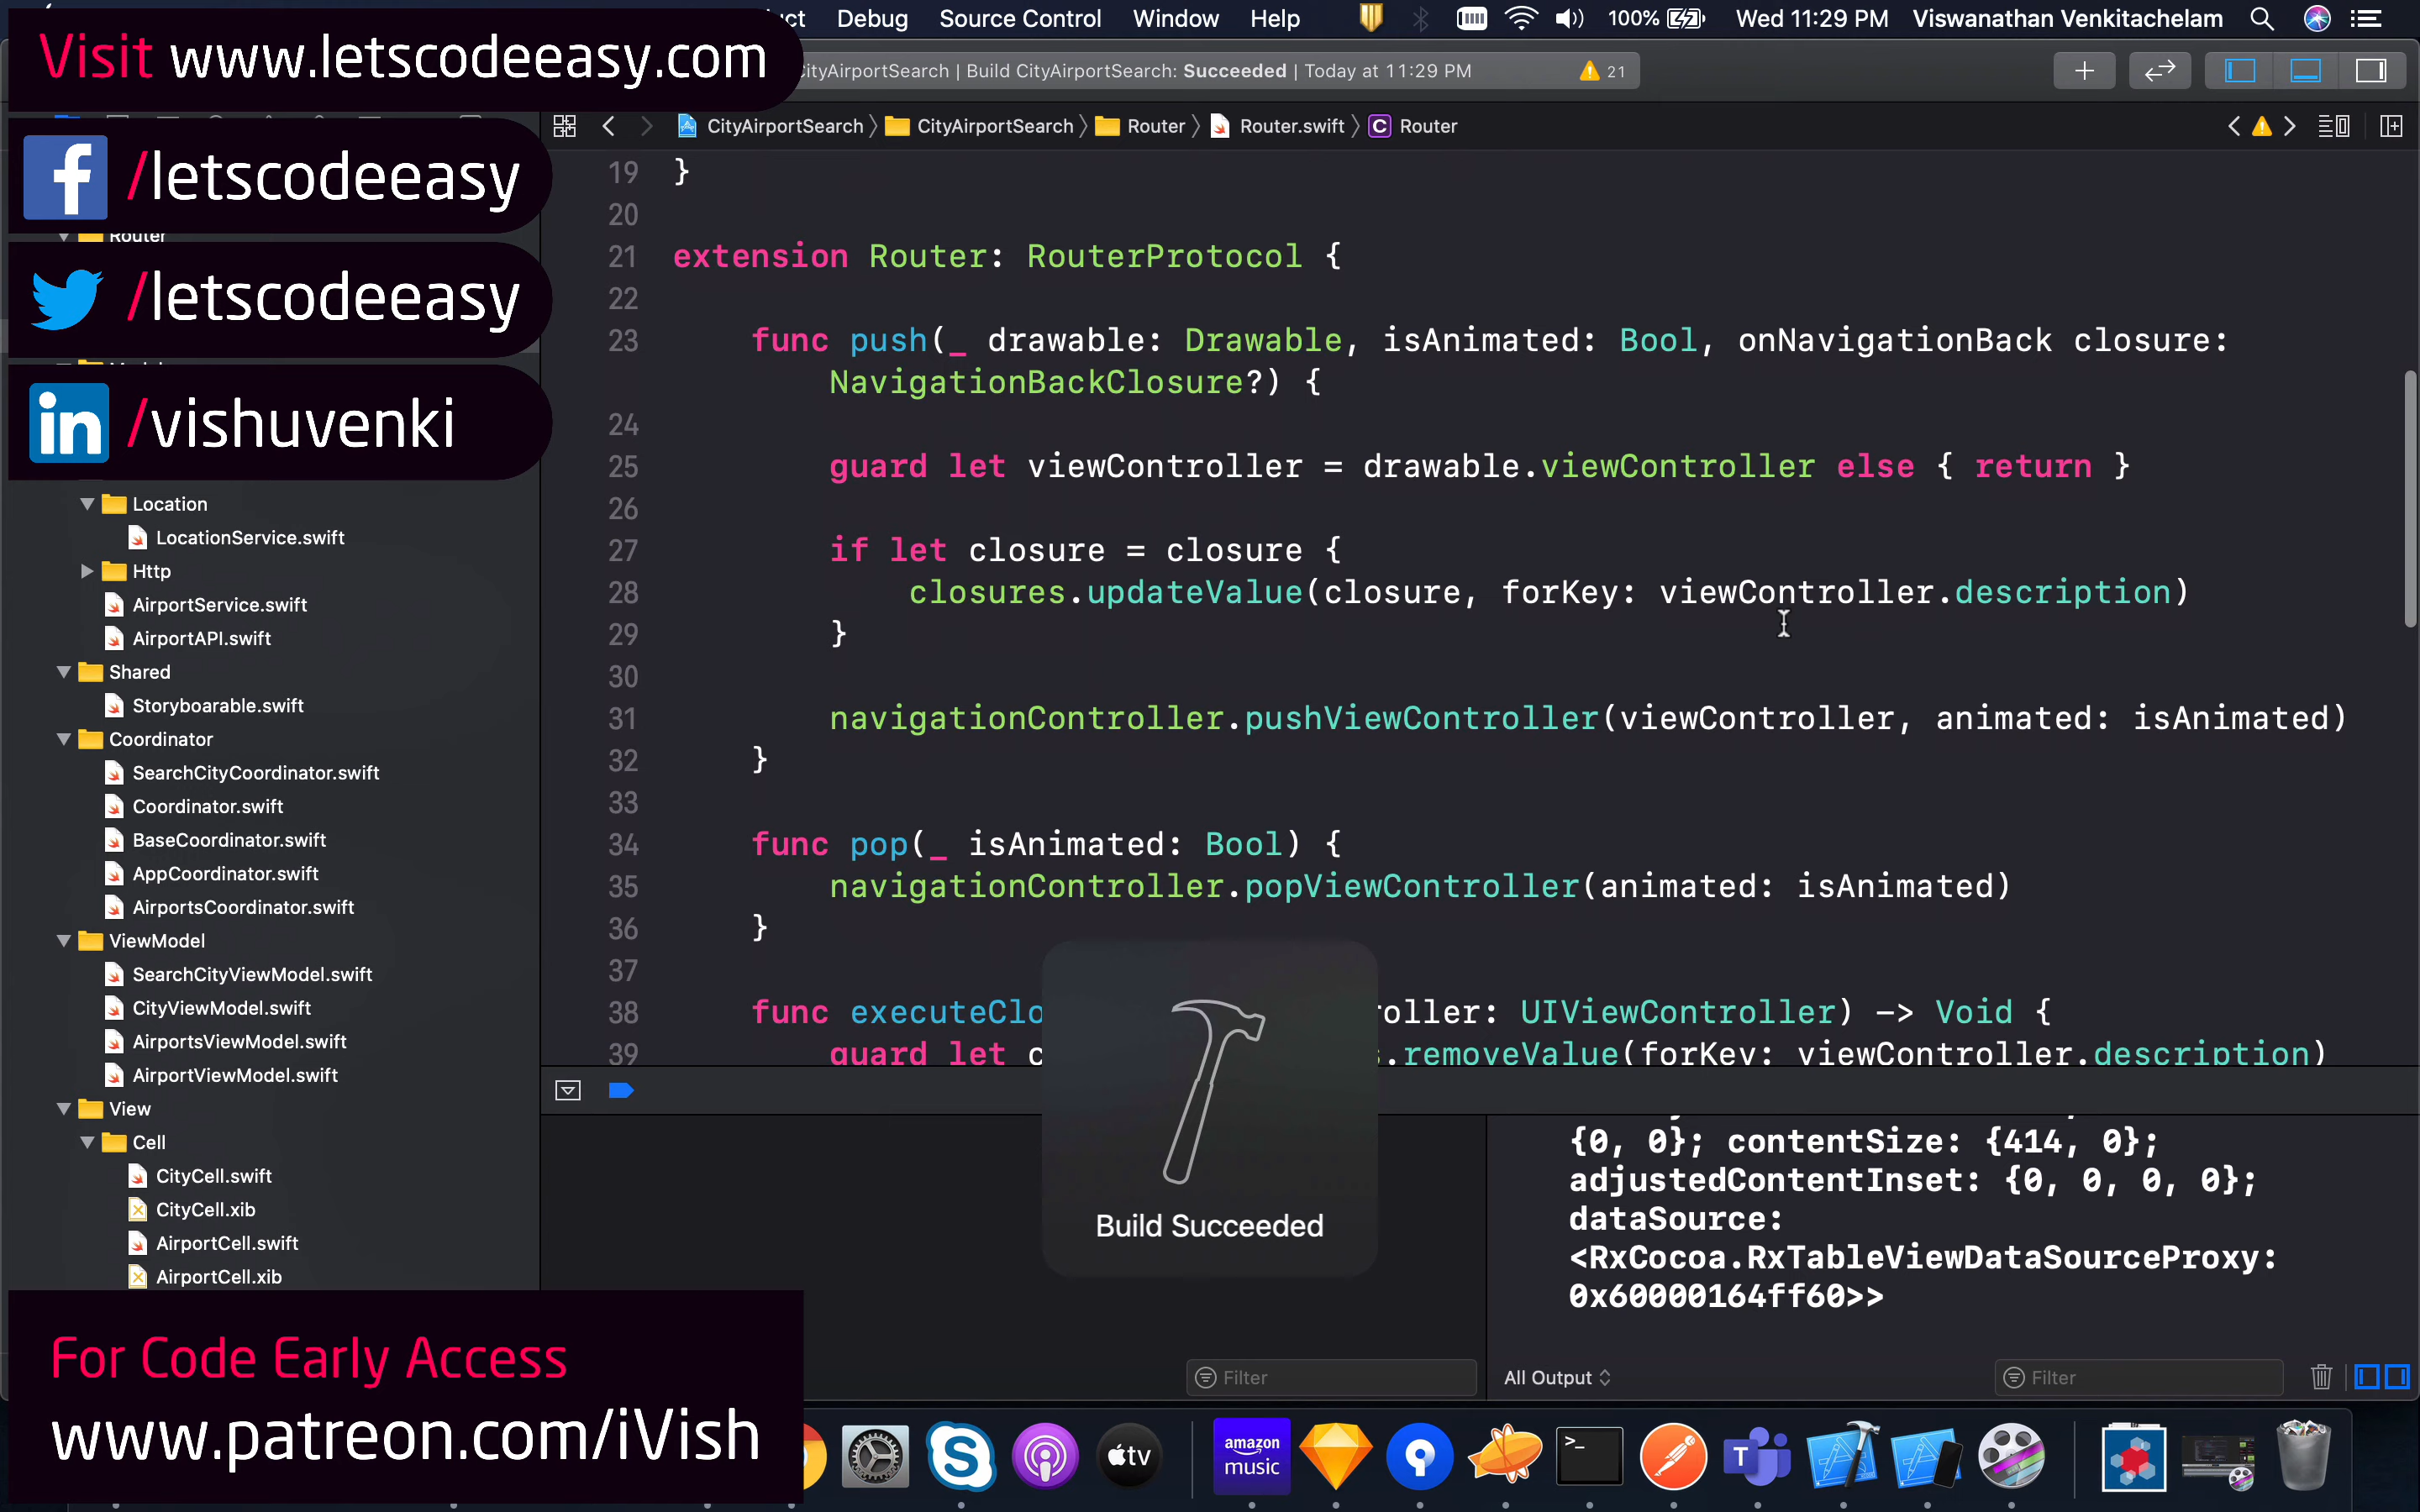 ct Debug Source Control Window Help 100% Wed 11:29 PM Viswanathan Venkitachelam
Visit www.letscodeeasy.com
CityAirportSearch | Build CityAirportSearch: Succeeded | Today at 11:29 PM 21
/letscodeeasy
/letscodeeasy
/vishuvenki
CityAirportSearch CityAirportSearch Router Router.swift C Router
Router
Location
LocationService.swift
Http
AirportService.swift
AirportAPI.swift
Shared
Storyboarable.swift
Coordinator
SearchCityCoordinator.swift
Coordinator.swift
BaseCoordinator.swift
AppCoordinator.swift
AirportsCoordinator.swift
ViewModel
SearchCityViewModel.swift
CityViewModel.swift
AirportsViewModel.swift
AirportViewModel.swift
View
Cell
CityCell.swift
CityCell.xib
AirportCell.swift
AirportCell.xib
19 }
20
21 extension Router: RouterProtocol {
22
23 func push(_ drawable: Drawable, isAnimated: Bool, onNavigationBack closure:
NavigationBackClosure?) {
24
25 guard let viewController = drawable.viewController else { return }
26
27 if let closure = closure {
28 closures.updateValue(closure, forKey: viewController.description)
29 }
30
31 navigationController.pushViewController(viewController, animated: isAnimated)
32 }
33
34 func pop(_ isAnimated: Bool) {
35 navigationController.popViewController(animated: isAnimated)
36 }
37
38 func executeClo roller: UIViewController) -> Void {
39 guard let c s.removeValue(forKey: viewController.description)
Build Succeeded
{0, 0}; contentSize: {414, 0};
adjustedContentInset: {0, 0, 0, 0};
dataSource:
<RxCocoa.RxTableViewDataSourceProxy:
0x60000164ff60>>
Filter
All Output
Filter
For Code Early Access
www.patreon.com/iVish
tv
amazon
music